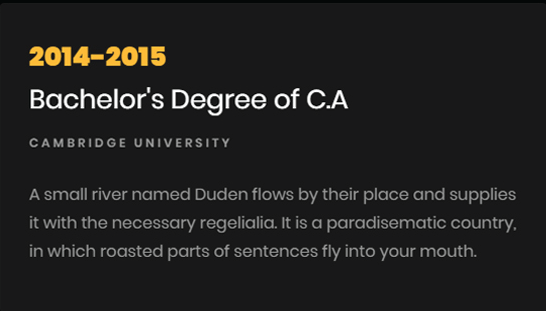 2014-2015
Bachelor's Degree of C.A
CAMBRIDGE UNIVERSITY
A small river named Duden flows by their place and supplies
it with the necessary regelialia. It is a paradisematic country,
in which roasted parts of sentences fly into your mouth.